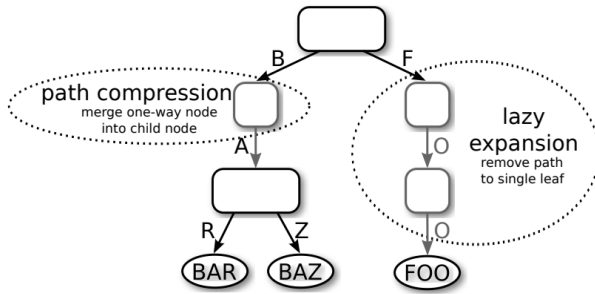 B
F
path compression
merge one-way node
into child node
lazy
expansion
remove path
to single leaf
A
O
R
Z
O
BAR
BAZ
FOO